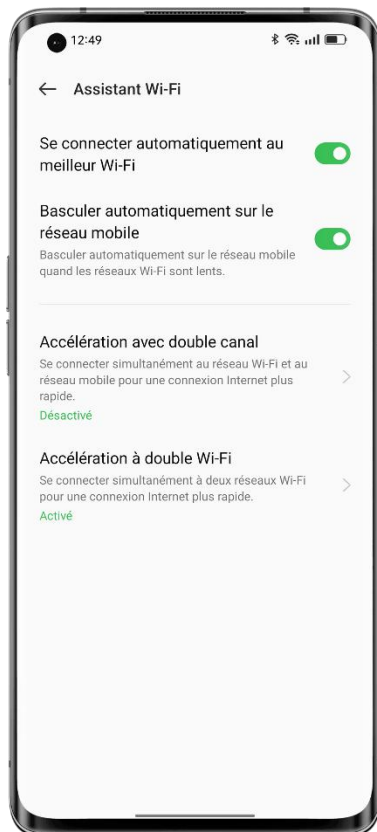 12:49
Assistant Wi-Fi
Se connecter automatiquement au
meilleur Wi-Fi
Basculer automatiquement sur le
réseau mobile
Basculer automatiquement sur le réseau mobile
quand les réseaux Wi-Fi sont lents.
Accélération avec double canal
Se connecter simultanément au réseau Wi-Fi et au
réseau mobile pour une connexion Internet plus
rapide.
Désactivé
Accélération à double Wi-Fi
Se connecter simultanément à deux réseaux Wi-Fi
pour une connexion Internet plus rapide.
Activé